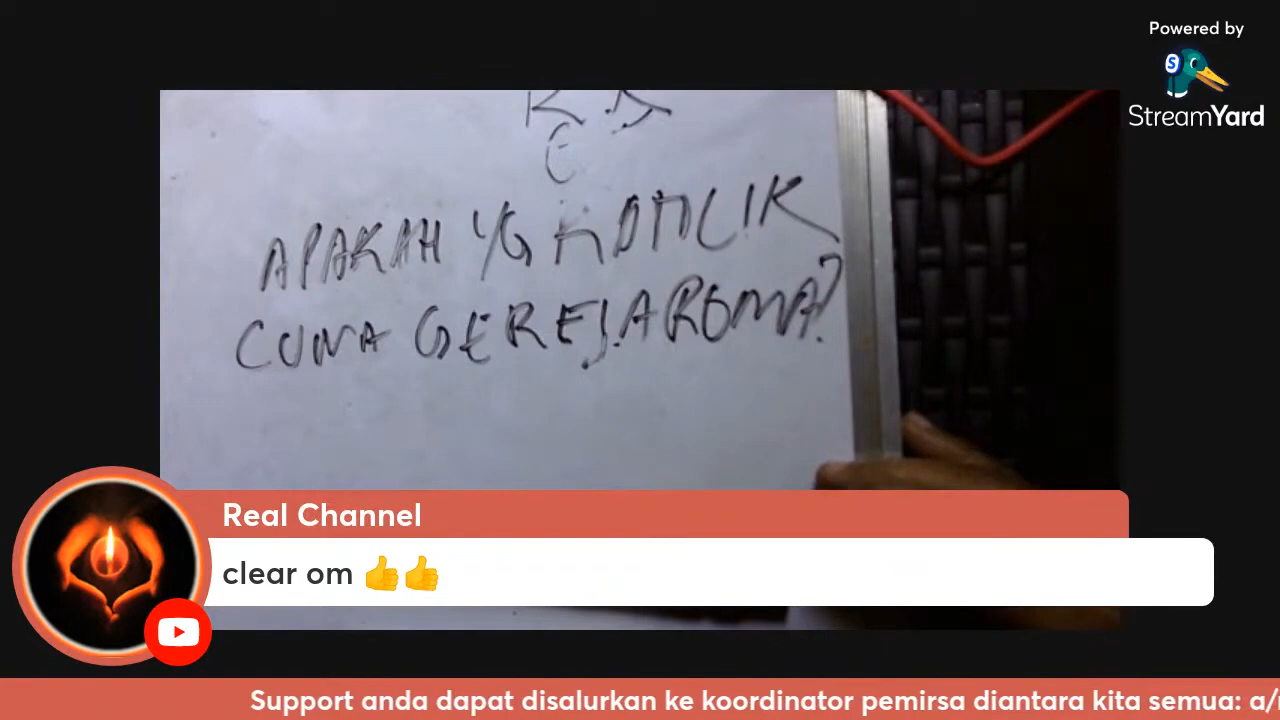 Powered by
StreamYard
APAKAH YG KATOLIK
CUMA GEREJA ROMA?
Real Channel
clear om 👍👍
Support anda dapat disalurkan ke koordinator pemirsa diantara kita semua: a/